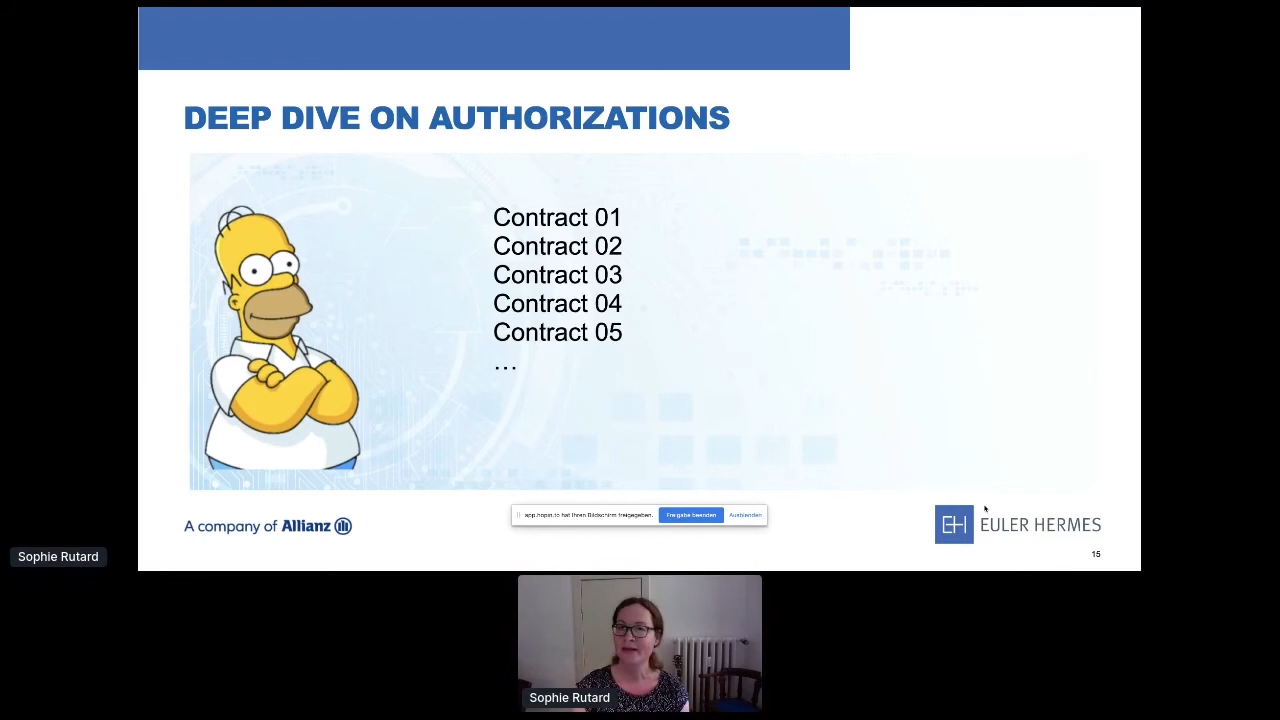 DEEP DIVE ON AUTHORIZATIONS
Contract 01
Contract 02
Contract 03
Contract 04
Contract 05
...
A company of Allianz
app.hopin.to hat Ihren Bildschirm freigegeben. Freigabe beenden Ausblenden
EH EULER HERMES
15
Sophie Rutard
Sophie Rutard